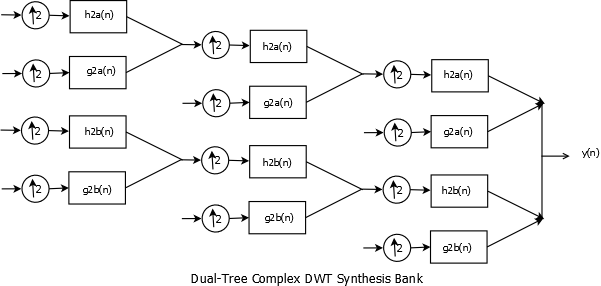 ↑2 h2a(n)
↑2 h2a(n)
↑2 g2a(n)
↑2 h2a(n)
↑2 g2a(n)
↑2 h2b(n)
↑2 g2a(n)
y(n)
↑2 h2b(n)
↑2 g2b(n)
↑2 h2b(n)
↑2 g2b(n)
↑2 g2b(n)
Dual-Tree Complex DWT Synthesis Bank